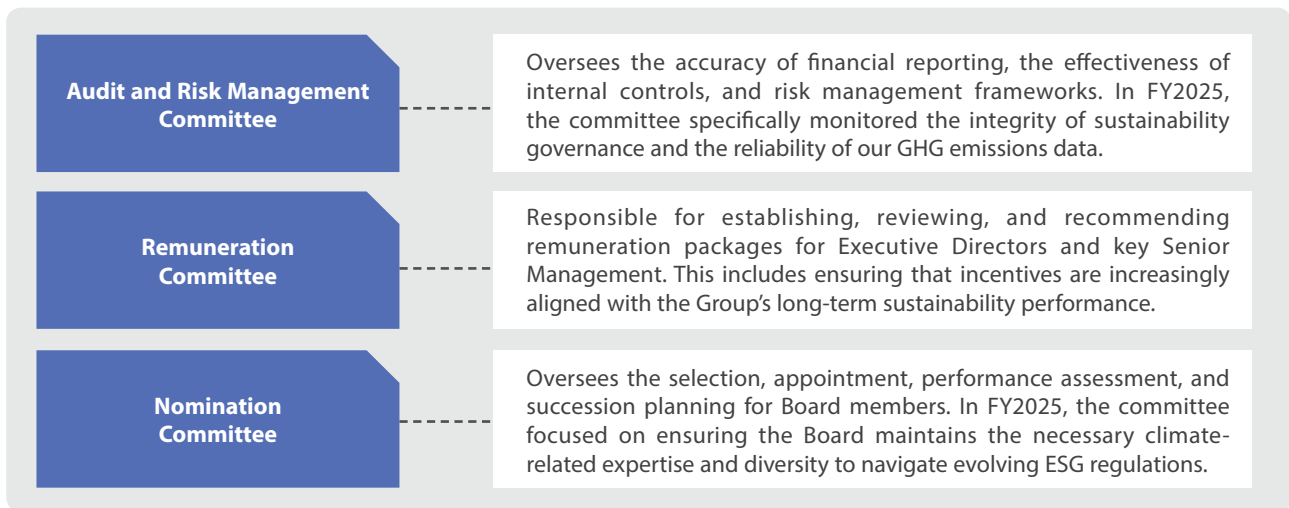 Audit and Risk Management
Committee
Oversees the accuracy of financial reporting, the effectiveness of
internal controls, and risk management frameworks. In FY2025,
the committee specifically monitored the integrity of sustainability
governance and the reliability of our GHG emissions data.
Remuneration
Committee
Responsible for establishing, reviewing, and recommending
remuneration packages for Executive Directors and key Senior
Management. This includes ensuring that incentives are increasingly
aligned with the Group’s long-term sustainability performance.
Nomination
Committee
Oversees the selection, appointment, performance assessment, and
succession planning for Board members. In FY2025, the committee
focused on ensuring the Board maintains the necessary climate-
related expertise and diversity to navigate evolving ESG regulations.